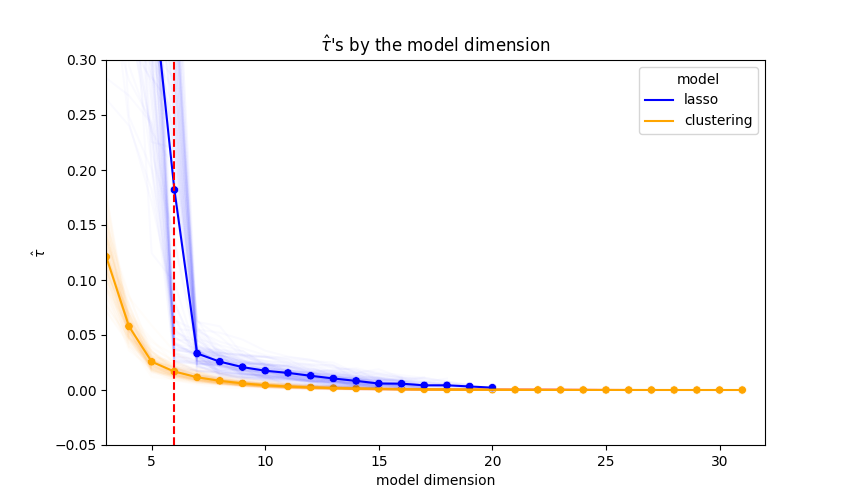 τ̂'s by the model dimension
model
lasso
clustering
0.30
0.25
0.20
0.15
0.10
0.05
0.00
−0.05
τ̂
5 10 15 20 25 30
model dimension